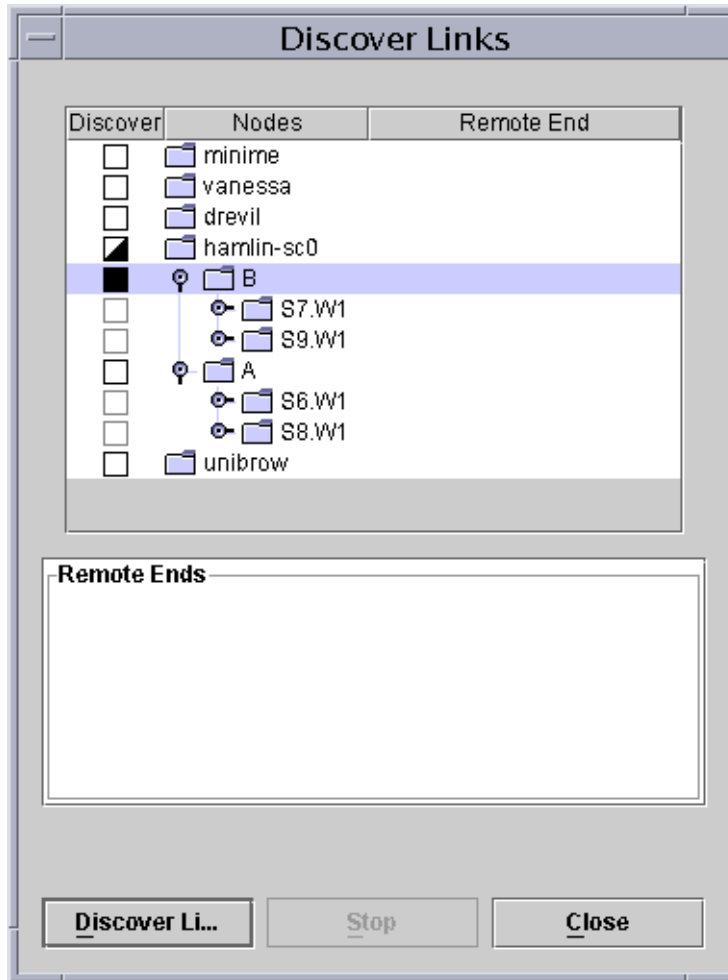 Discover Links
Discover Nodes Remote End
minime
vanessa
drevil
hamlin-sc0
B
S7.W1
S9.W1
A
S6.W1
S8.W1
unibrow
Remote Ends
Discover Li... Stop Close